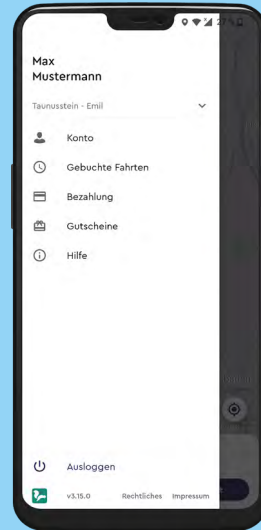 Max
Mustermann
Taunusstein - Emil
Konto
Gebuchte Fahrten
Bezahlung
Gutscheine
Hilfe
Ausloggen
v3.15.0 Rechtliches Impressum